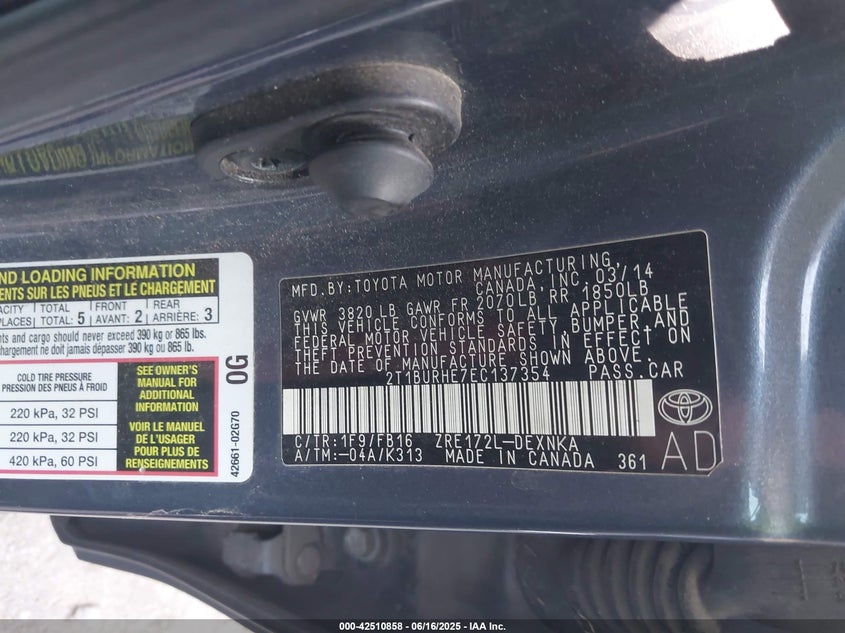 ND LOADING INFORMATION
MENTS SUR LES PNEUS ET LE CHARGEMENT
ACITY TOTAL FRONT REAR
PLACES TOTAL: 5 AVANT: 2 ARRIÈRE: 3
nts and cargo should never exceed 390 kg or 865 lbs.
chargement ne doit jamais dépasser 390 kg ou 865 lb.
COLD TIRE PRESSURE
PRESSION DES PNEUS À FROID
220 kPa, 32 PSI
220 kPa, 32 PSI
420 kPa, 60 PSI
SEE OWNER'S
MANUAL FOR
ADDITIONAL
INFORMATION
VOIR LE MANUEL
DE L'USAGER
POUR PLUS DE
RENSEIGNEMENTS
0G
42661-02G70
MFD.BY:TOYOTA MOTOR MANUFACTURING,
CANADA, INC. 03/14
GVWR 3820 LB GAWR FR 2070LB RR 1850LB
THIS VEHICLE CONFORMS TO ALL APPLICABLE
FEDERAL MOTOR VEHICLE SAFETY, BUMPER, AND
THEFT PREVENTION STANDARDS IN EFFECT ON
THE DATE OF MANUFACTURE SHOWN ABOVE.
2T1BURHE7EC137354 PASS.CAR
C/TR:1F9/FB16 ZRE172L-DEXNKA
A/TM:-04A/K313 MADE IN CANADA 361
AD
000-42510858 - 06/16/2025 - IAA Inc.